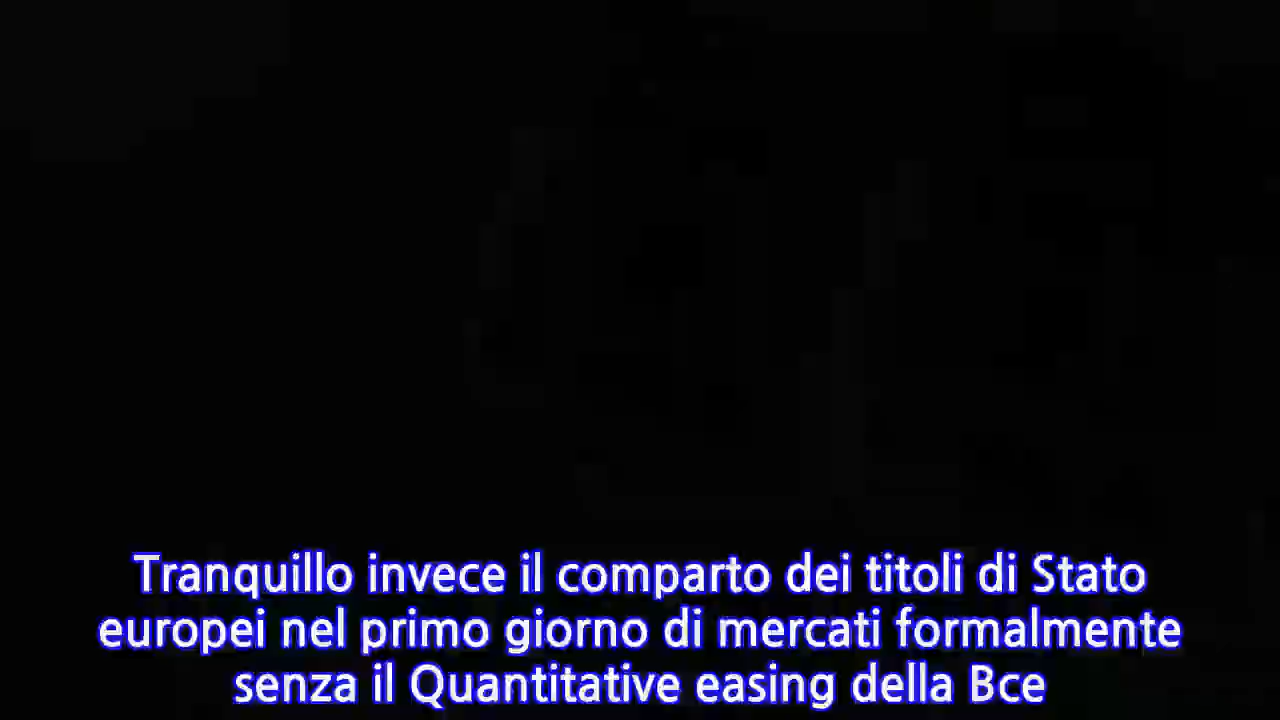 Tranquillo invece il comparto dei titoli di Stato
europei nel primo giorno di mercati formalmente
senza il Quantitative easing della Bce